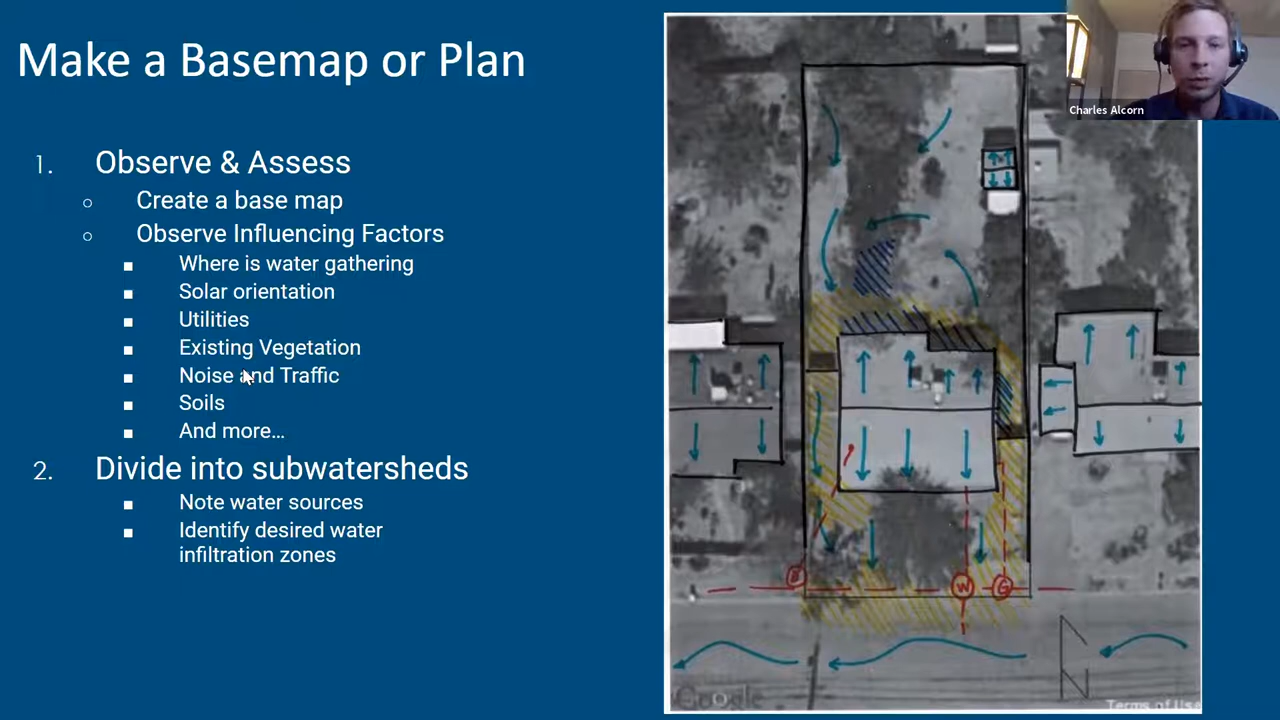 Make a Basemap or Plan
1. Observe & Assess
○ Create a base map
○ Observe Influencing Factors
■ Where is water gathering
■ Solar orientation
■ Utilities
■ Existing Vegetation
■ Noise and Traffic
■ Soils
■ And more...
2. Divide into subwatersheds
■ Note water sources
■ Identify desired water
infiltration zones
Charles Alcorn
W
G
N
Google
Terms of Use